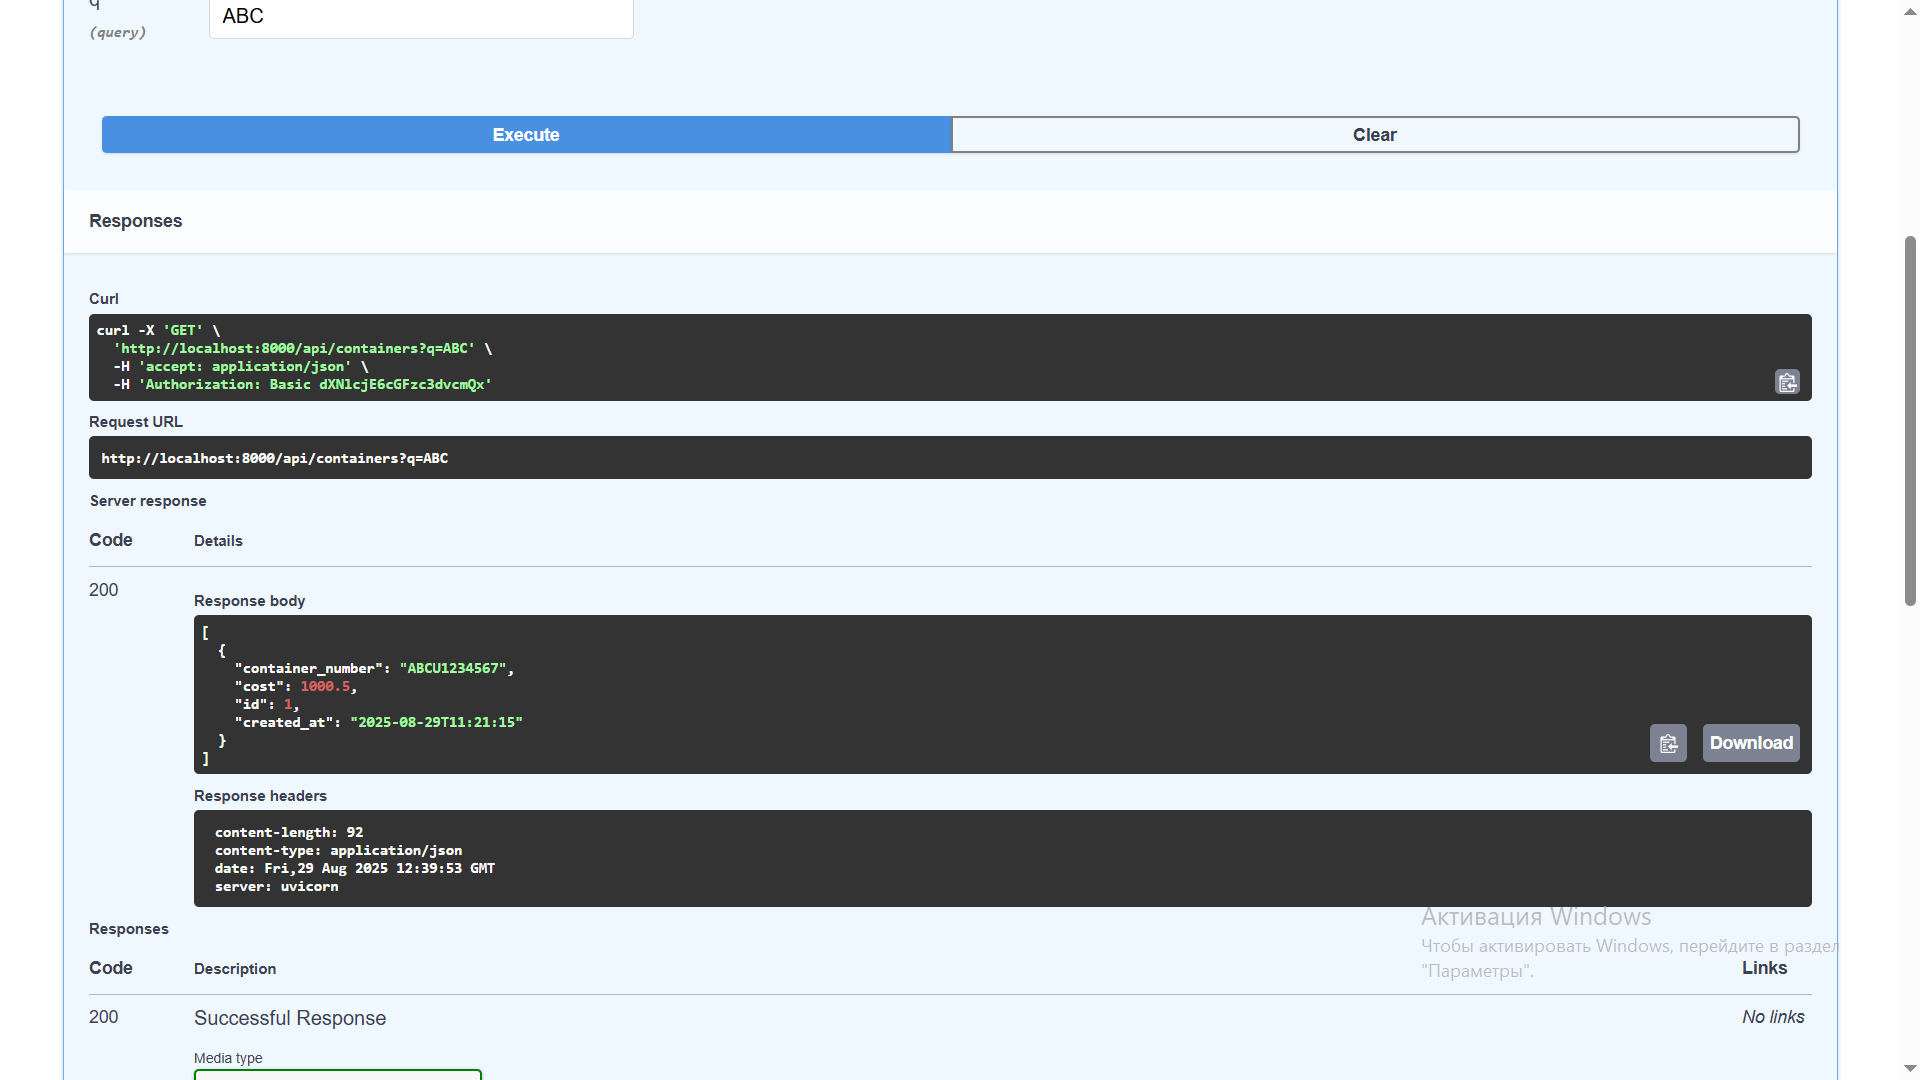 q
ABC
(query)
Execute
Clear
Responses
Curl
curl -X 'GET' \
  'http://localhost:8000/api/containers?q=ABC' \
  -H 'accept: application/json' \
  -H 'Authorization: Basic dXNlcjE6cGFzc3dvcmQx'
Request URL
http://localhost:8000/api/containers?q=ABC
Server response
Code Details
200
Response body
[
  {
    "container_number": "ABCU1234567",
    "cost": 1000.5,
    "id": 1,
    "created_at": "2025-08-29T11:21:15"
  }
]
Download
Response headers
content-length: 92
content-type: application/json
date: Fri,29 Aug 2025 12:39:53 GMT
server: uvicorn
Активация Windows
Чтобы активировать Windows, перейдите в раздел
"Параметры".
Responses
Code Description Links
200 Successful Response No links
Media type